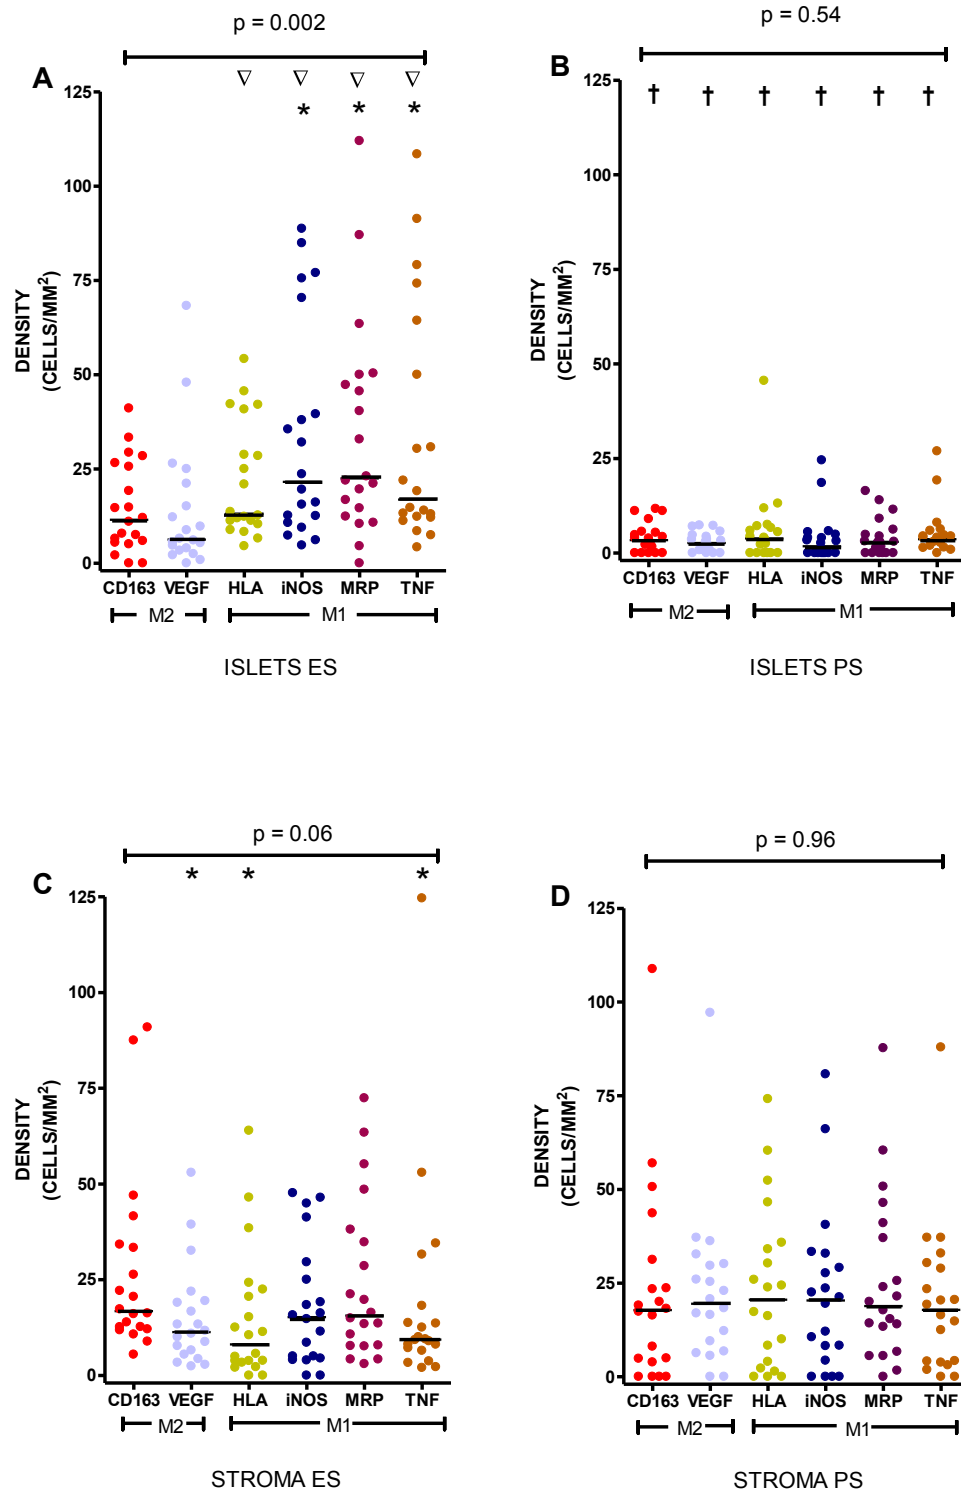 p = 0.002
A
▽ ▽ ▽ ▽
* * *
125
100
75
50
25
0
DENSITY
(CELLS/MM²)
CD163 VEGF HLA iNOS MRP TNF
M2 M1
ISLETS ES
p = 0.54
B
† † † † † †
125
100
75
50
25
0
DENSITY
(CELLS/MM²)
CD163 VEGF HLA iNOS MRP TNF
M2 M1
ISLETS PS
p = 0.06
C
* * *
125
100
75
50
25
0
DENSITY
(CELLS/MM²)
CD163 VEGF HLA iNOS MRP TNF
M2 M1
STROMA ES
p = 0.96
D
125
100
75
50
25
0
DENSITY
(CELLS/MM²)
CD163 VEGF HLA iNOS MRP TNF
M2 M1
STROMA PS